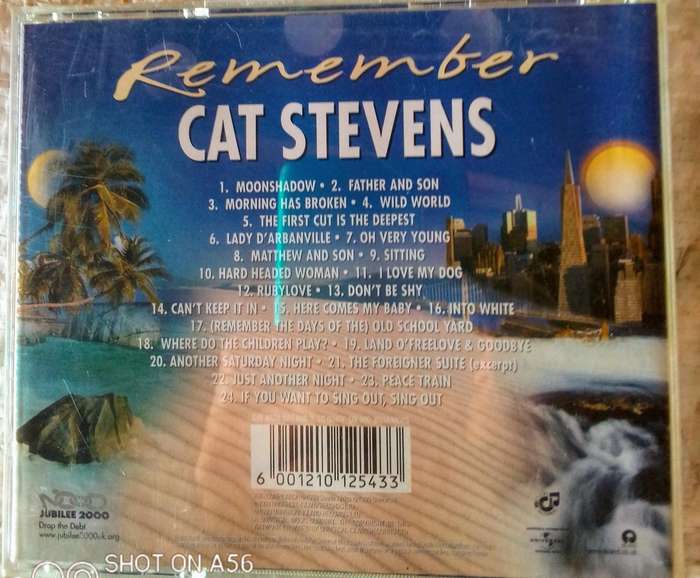 Remember
CAT STEVENS
1. MOONSHADOW • 2. FATHER AND SON
3. MORNING HAS BROKEN • 4. WILD WORLD
5. THE FIRST CUT IS THE DEEPEST
6. LADY D'ARBANVILLE • 7. OH VERY YOUNG
8. MATTHEW AND SON • 9. SITTING
10. HARD HEADED WOMAN • 11. I LOVE MY DOG
12. RUBYLOVE • 13. DON'T BE SHY
14. CAN'T KEEP IT IN • 15. HERE COMES MY BABY • 16. INTO WHITE
17. (REMEMBER THE DAYS OF THE) OLD SCHOOL YARD
18. WHERE DO THE CHILDREN PLAY? • 19. LAND O'FREELOVE & GOODBYE
20. ANOTHER SATURDAY NIGHT • 21. THE FOREIGNER SUITE (excerpt)
22. JUST ANOTHER NIGHT • 23. PEACE TRAIN
24. IF YOU WANT TO SING OUT, SING OUT
6 001210 125433
JUBILEE 2000
Drop the Debt
UNIVERSAL
SHOT ON A56